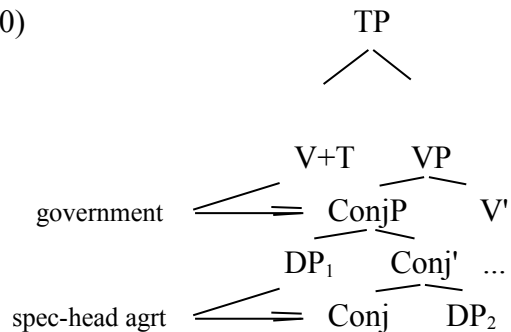 0) TP
V+T VP
government ConjP V'
DP₁ Conj' ...
spec-head agrt Conj DP₂